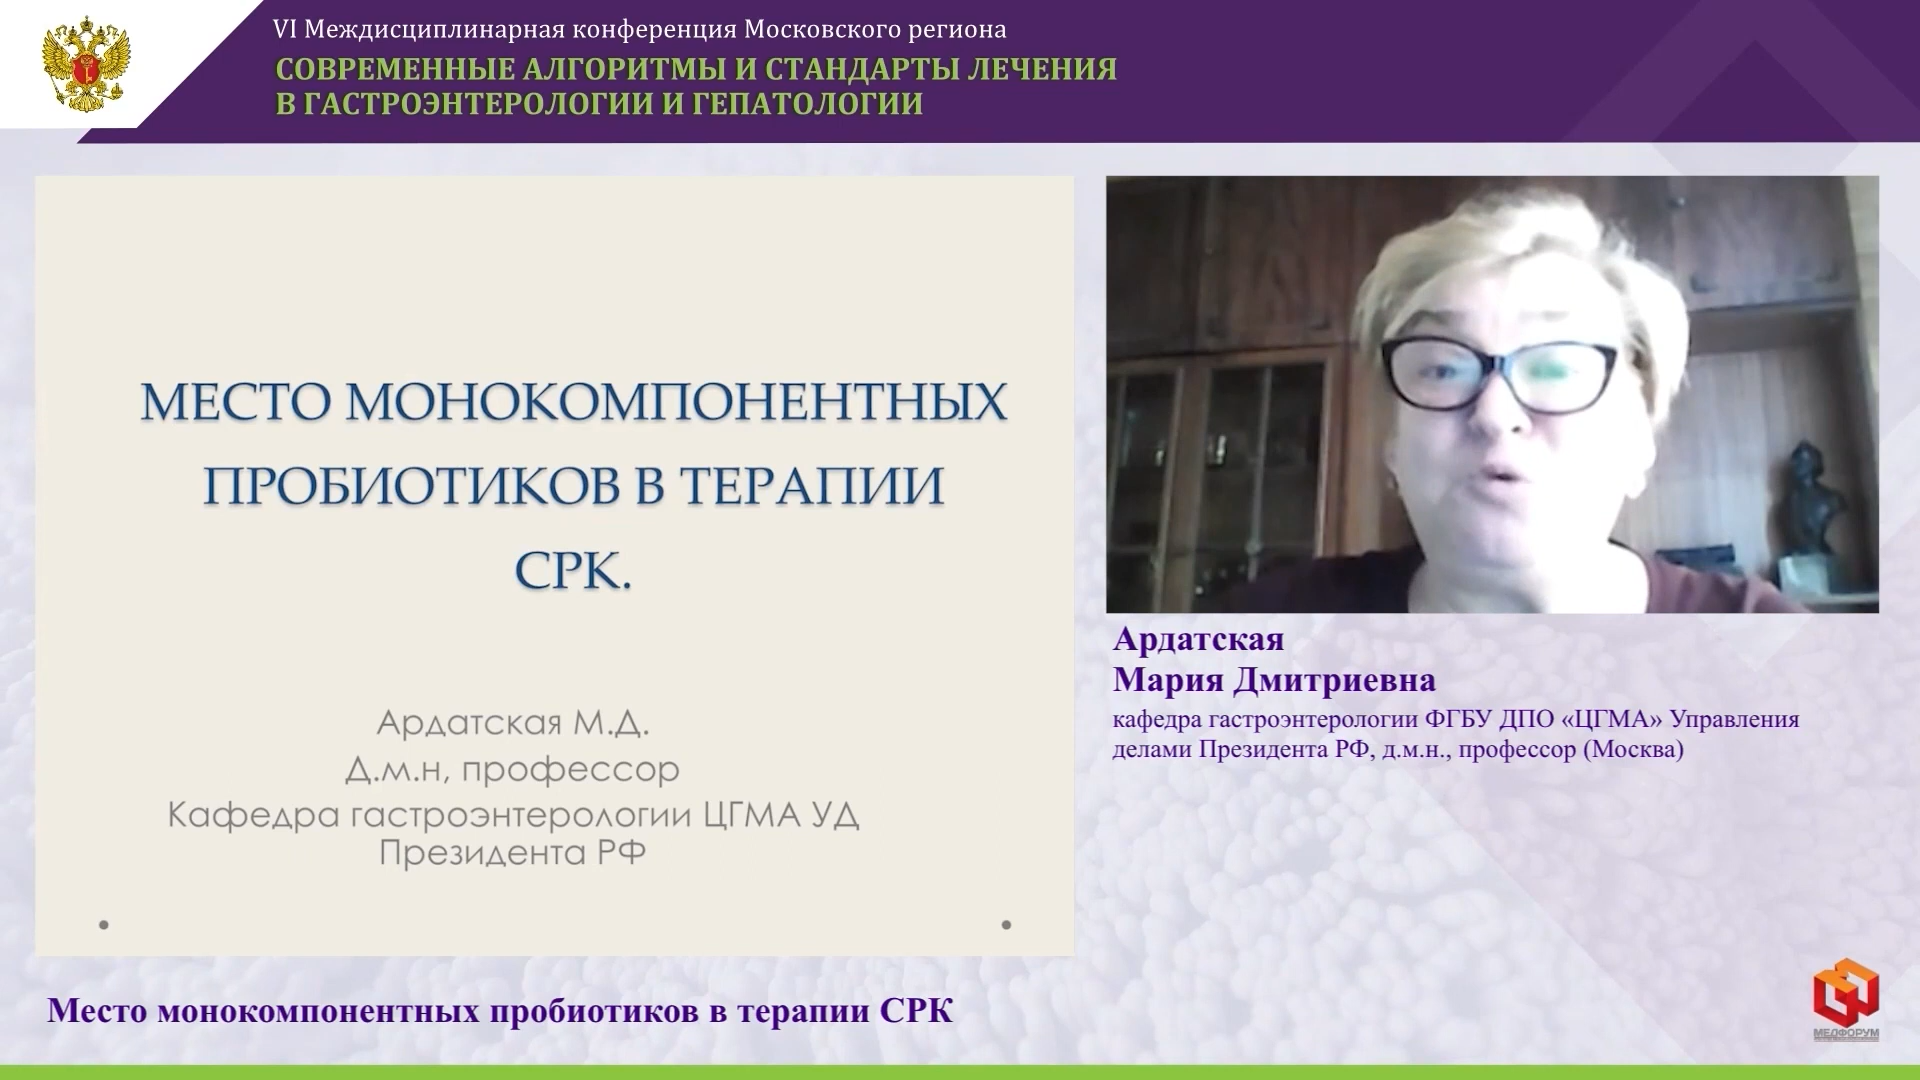 VI Междисциплинарная конференция Московского региона
СОВРЕМЕННЫЕ АЛГОРИТМЫ И СТАНДАРТЫ ЛЕЧЕНИЯ
В ГАСТРОЭНТЕРОЛОГИИ И ГЕПАТОЛОГИИ
МЕСТО МОНОКОМПОНЕНТНЫХ
ПРОБИОТИКОВ В ТЕРАПИИ
СРК.
Ардатская М.Д.
Д.м.н, профессор
Кафедра гастроэнтерологии ЦГМА УД
Президента РФ
Ардатская
Мария Дмитриевна
кафедра гастроэнтерологии ФГБУ ДПО «ЦГМА» Управления
делами Президента РФ, д.м.н., профессор (Москва)
Место монокомпонентных пробиотиков в терапии СРК
МЕДФОРУМ